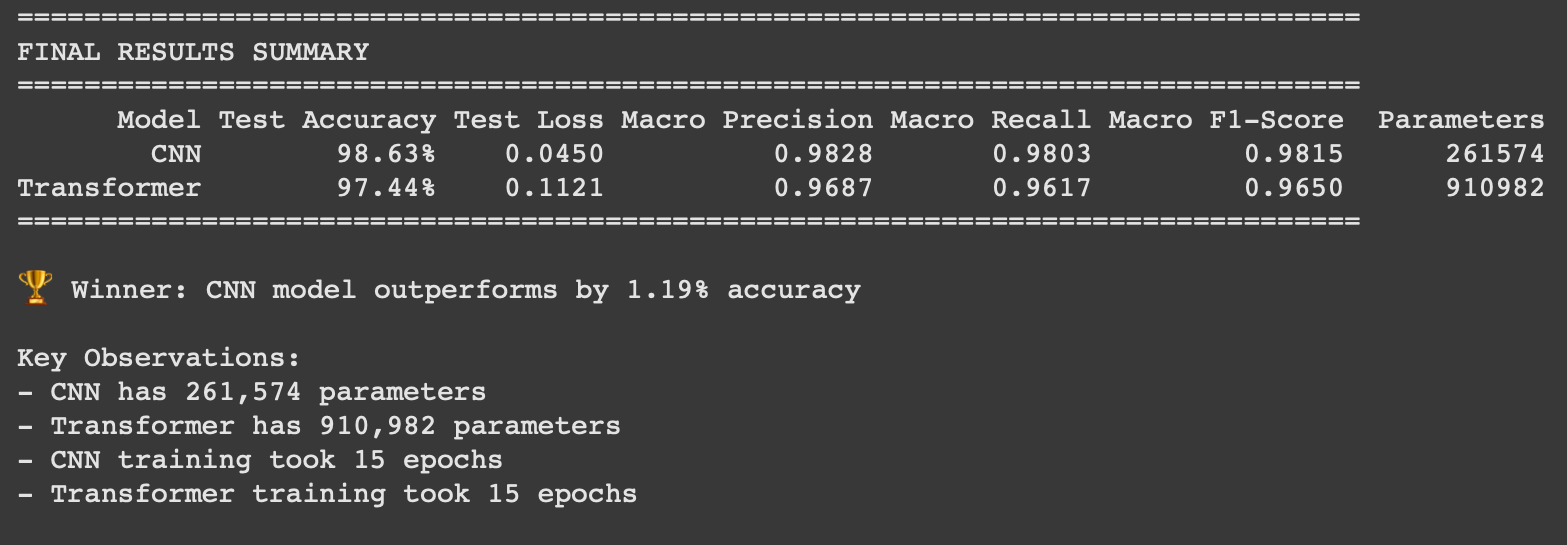 ================================================================================
FINAL RESULTS SUMMARY
================================================================================
      Model Test Accuracy Test Loss Macro Precision Macro Recall Macro F1-Score  Parameters
        CNN        98.63%    0.0450          0.9828       0.9803         0.9815      261574
Transformer        97.44%    0.1121          0.9687       0.9617         0.9650      910982
================================================================================
🏆 Winner: CNN model outperforms by 1.19% accuracy
Key Observations:
- CNN has 261,574 parameters
- Transformer has 910,982 parameters
- CNN training took 15 epochs
- Transformer training took 15 epochs